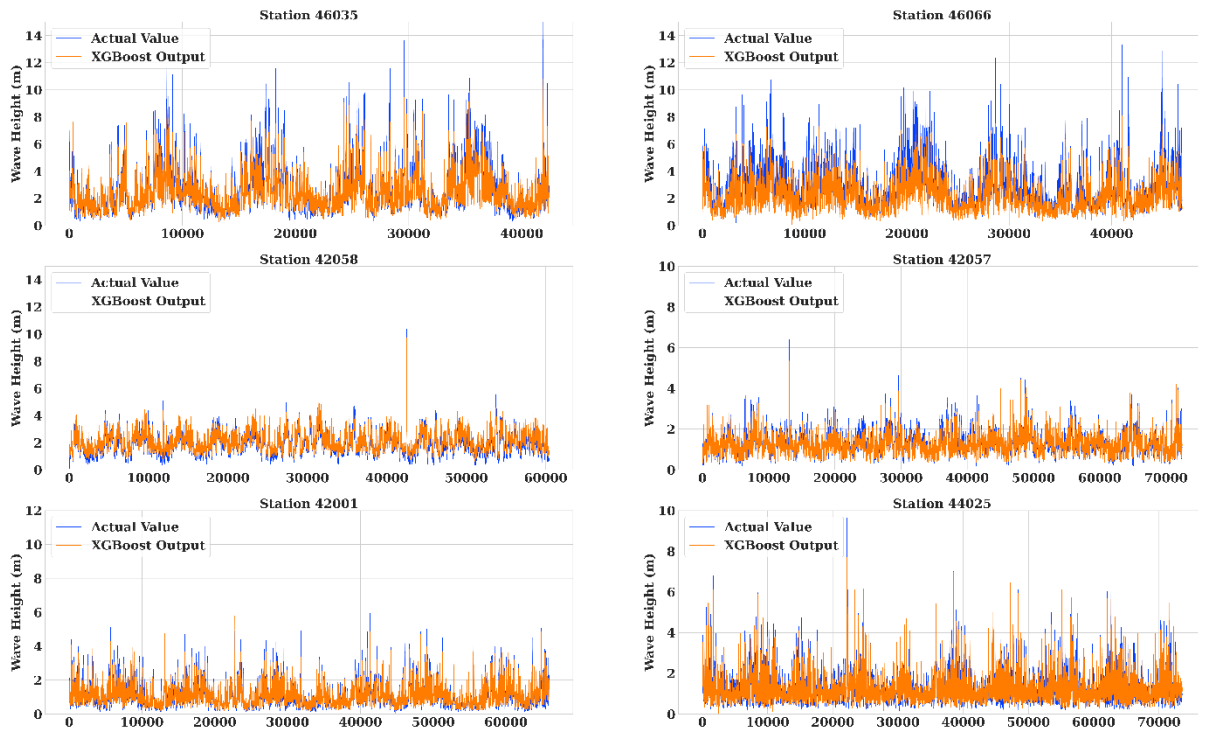 Station 46035
Actual Value
XGBoost Output
Wave Height (m)
14
12
10
8
6
4
2
0
0 10000 20000 30000 40000
Station 46066
Actual Value
XGBoost Output
Wave Height (m)
14
12
10
8
6
4
2
0
0 10000 20000 30000 40000
Station 42058
Actual Value
XGBoost Output
Wave Height (m)
14
12
10
8
6
4
2
0
0 10000 20000 30000 40000 50000 60000
Station 42057
Actual Value
XGBoost Output
Wave Height (m)
10
8
6
4
2
0
0 10000 20000 30000 40000 50000 60000 70000
Station 42001
Actual Value
XGBoost Output
Wave Height (m)
12
10
8
6
4
2
0
0 10000 20000 30000 40000 50000 60000
Station 44025
Actual Value
XGBoost Output
Wave Height (m)
10
8
6
4
2
0
0 10000 20000 30000 40000 50000 60000 70000